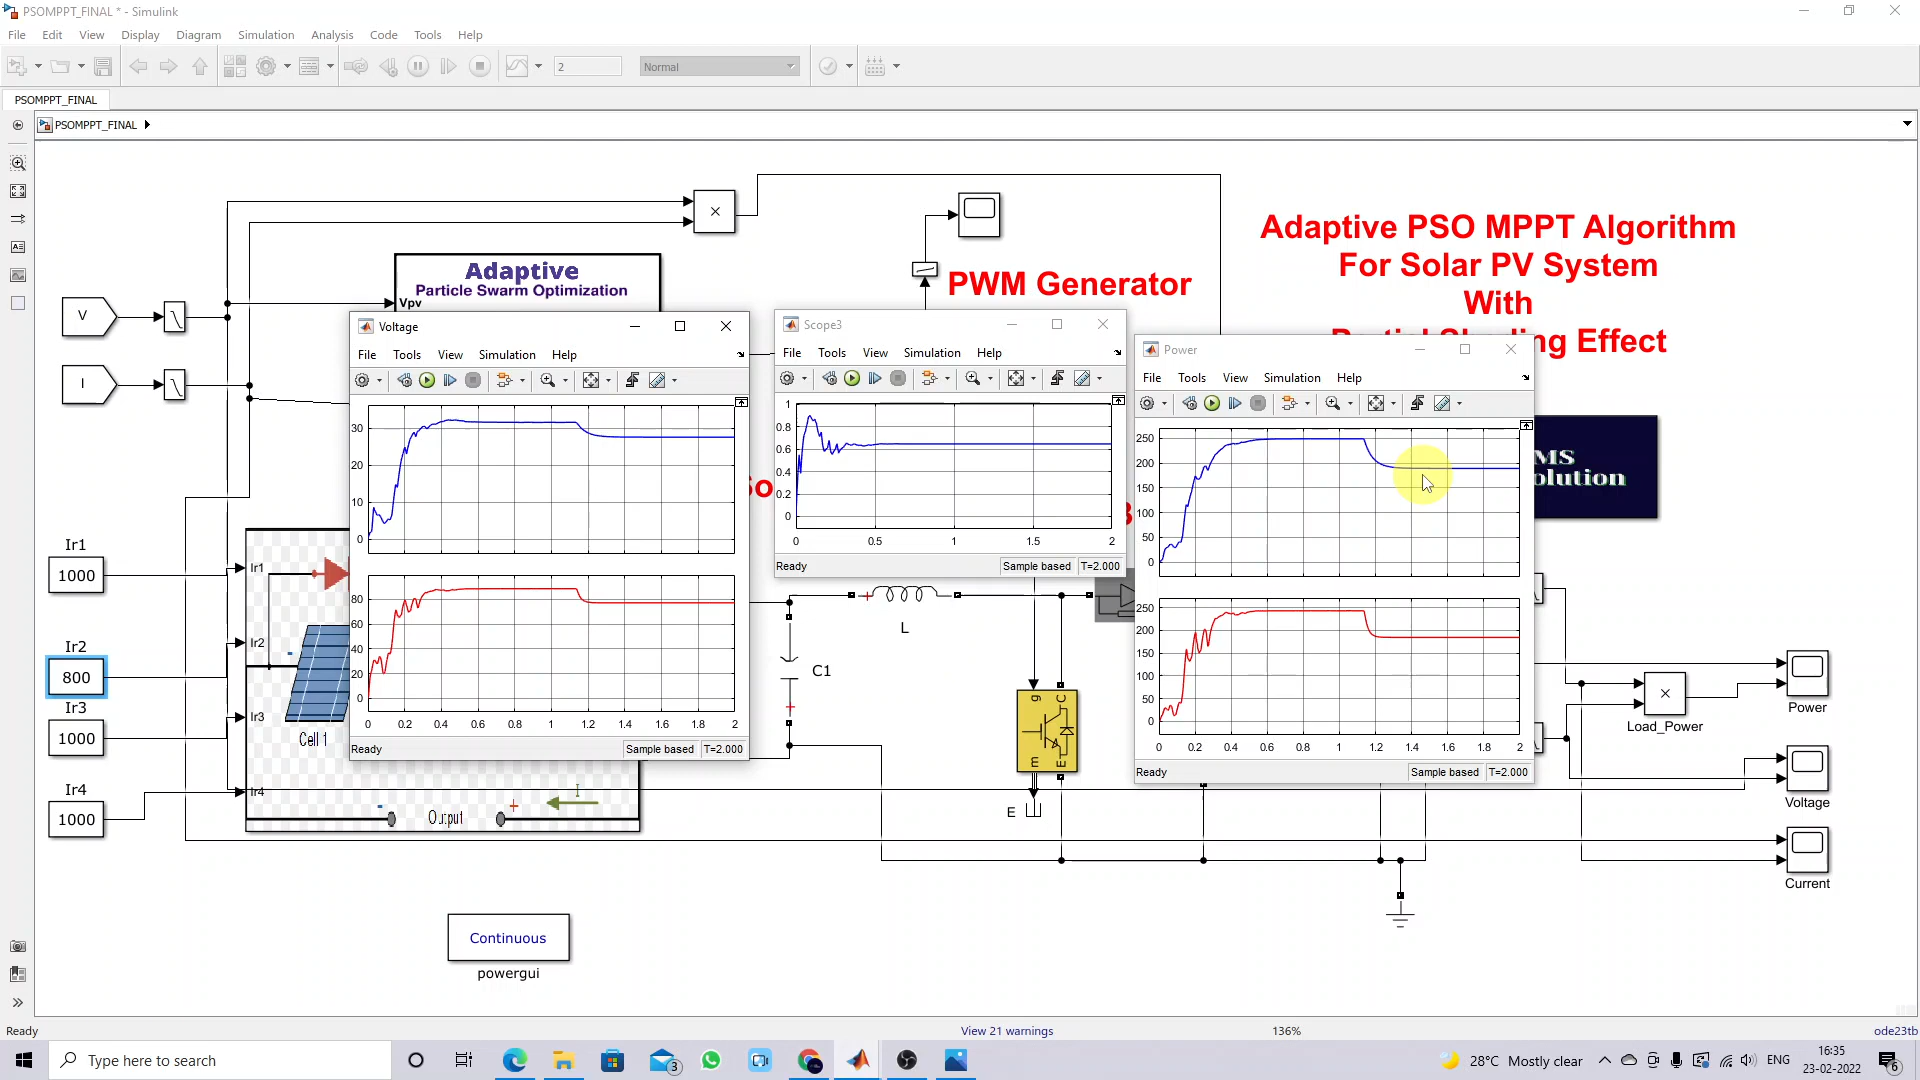 PSOMPPT_FINAL * - Simulink
File Edit View Display Diagram Simulation Analysis Code Tools Help
2
Normal
PSOMPPT_FINAL
PSOMPPT_FINAL
Adaptive PSO MPPT Algorithm
For Solar PV System
With
Partial Shading Effect
Adaptive
Particle Swarm Optimization
Vpv
PWM Generator
V
I
Voltage
File Tools View Simulation Help
30
20
10
0
80
60
40
20
0
0 0.2 0.4 0.6 0.8 1 1.2 1.4 1.6 1.8 2
Ready Sample based T=2.000
Scope3
File Tools View Simulation Help
1
0.8
0.6
0.4
0.2
0
0 0.5 1 1.5 2
Ready Sample based T=2.000
Power
File Tools View Simulation Help
250
200
150
100
50
0
250
200
150
100
50
0
0 0.2 0.4 0.6 0.8 1 1.2 1.4 1.6 1.8 2
Ready Sample based T=2.000
MS
olution
Ir1
1000
Ir2
800
Ir3
1000
Ir4
1000
Ir1
Ir2
Ir3
Ir4
Cell 1
I
Output
L
C1
g C
m E
E
Load_Power
Power
Voltage
Current
Continuous
powergui
Ready View 21 warnings 136% ode23tb
Type here to search
3
28°C Mostly clear
ENG
16:35
23-02-2022
6